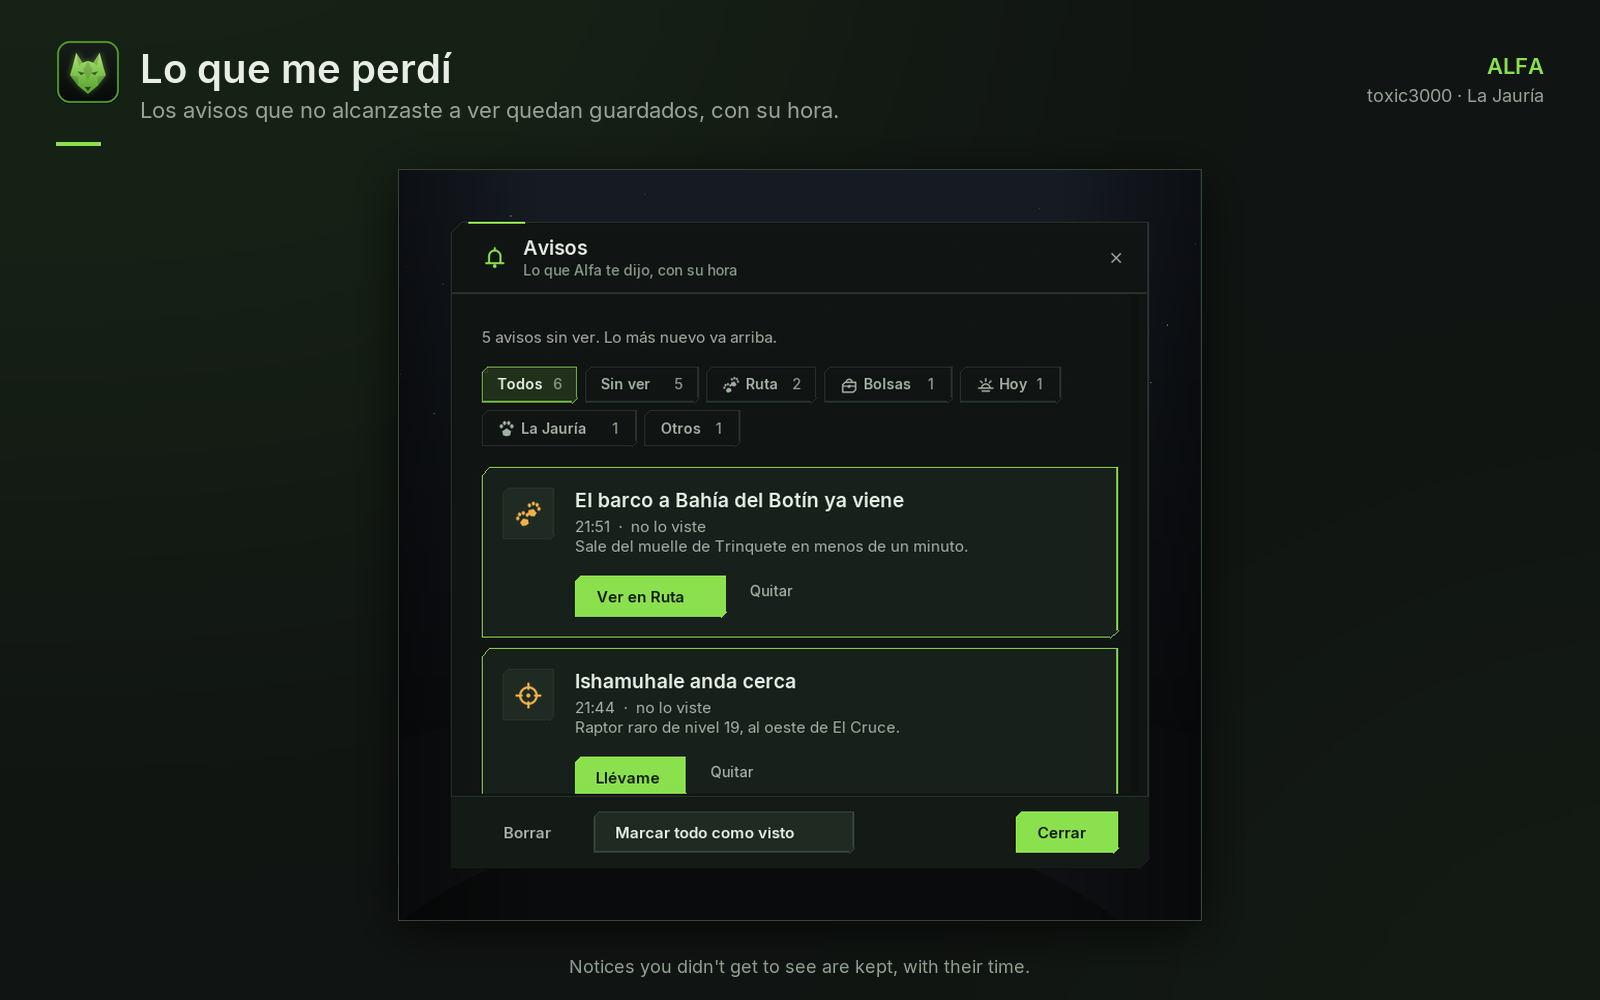 Lo que me perdí
Los avisos que no alcanzaste a ver quedan guardados, con su hora.
ALFA
toxic3000 · La Jauría
Avisos
Lo que Alfa te dijo, con su hora
5 avisos sin ver. Lo más nuevo va arriba.
Todos 6
Sin ver 5
Ruta 2
Bolsas 1
Hoy 1
La Jauría 1
Otros 1
El barco a Bahía del Botín ya viene
21:51 · no lo viste
Sale del muelle de Trinquete en menos de un minuto.
Ver en Ruta
Quitar
Ishamuhale anda cerca
21:44 · no lo viste
Raptor raro de nivel 19, al oeste de El Cruce.
Llévame
Quitar
Borrar
Marcar todo como visto
Cerrar
Notices you didn't get to see are kept, with their time.